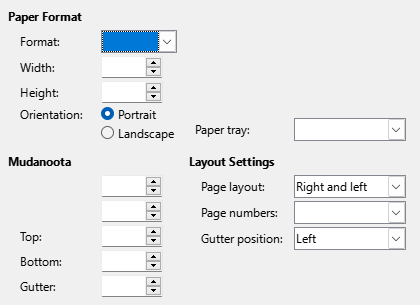 Paper Format
Format:
Width:
Height:
Orientation: Portrait
Landscape
Paper tray:
Mudanoota
Top:
Bottom:
Gutter:
Layout Settings
Page layout: Right and left
Page numbers:
Gutter position: Left